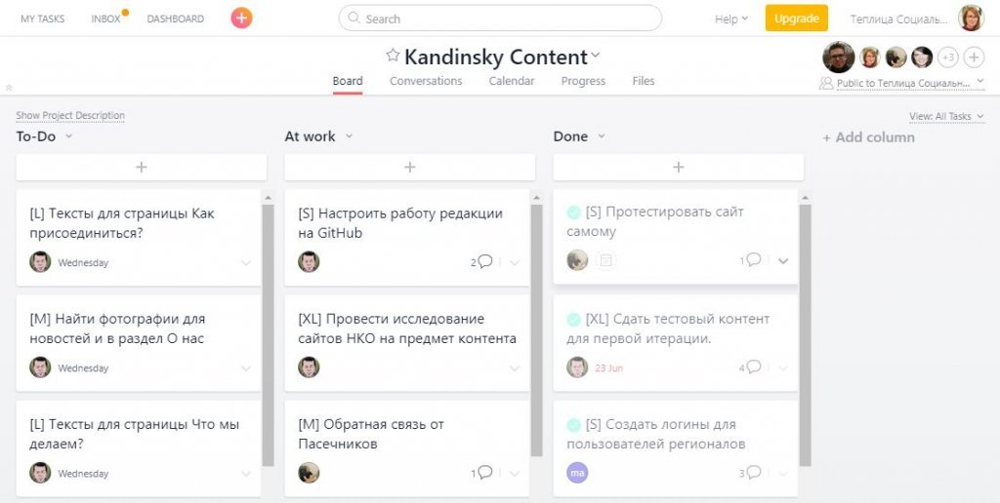 MY TASKS INBOX DASHBOARD Search Help Upgrade Теплица Социаль...
Kandinsky Content
Board Conversations Calendar Progress Files
+3
Public to Теплица Социальн...
Show Project Description
View: All Tasks
To-Do
At work
Done
+ Add column
[L] Тексты для страницы Как
присоединиться?
Wednesday
[M] Найти фотографии для
новостей и в раздел О нас
Wednesday
[L] Тексты для страницы Что мы
делаем?
Wednesday
[S] Настроить работу редакции
на GitHub
2
[XL] Провести исследование
сайтов НКО на предмет контента
[M] Обратная связь от
Пасечников
1
[S] Протестировать сайт
самому
1
[XL] Сдать тестовый контент
для первой итерации.
23 Jun
4
[S] Создать логины для
пользователей регионалов
ma
3